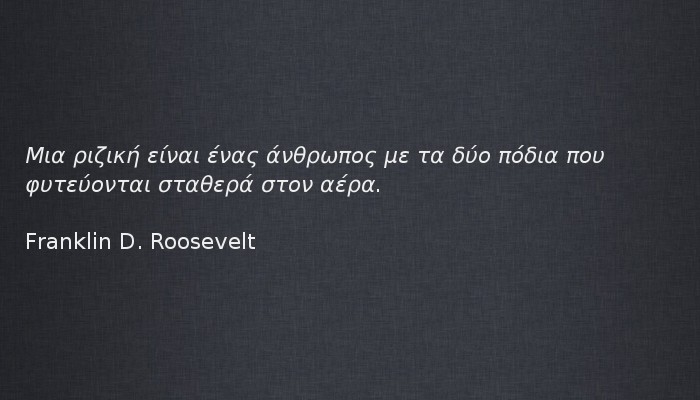 Μια ριζική είναι ένας άνθρωπος με τα δύο πόδια που
φυτεύονται σταθερά στον αέρα.
Franklin D. Roosevelt